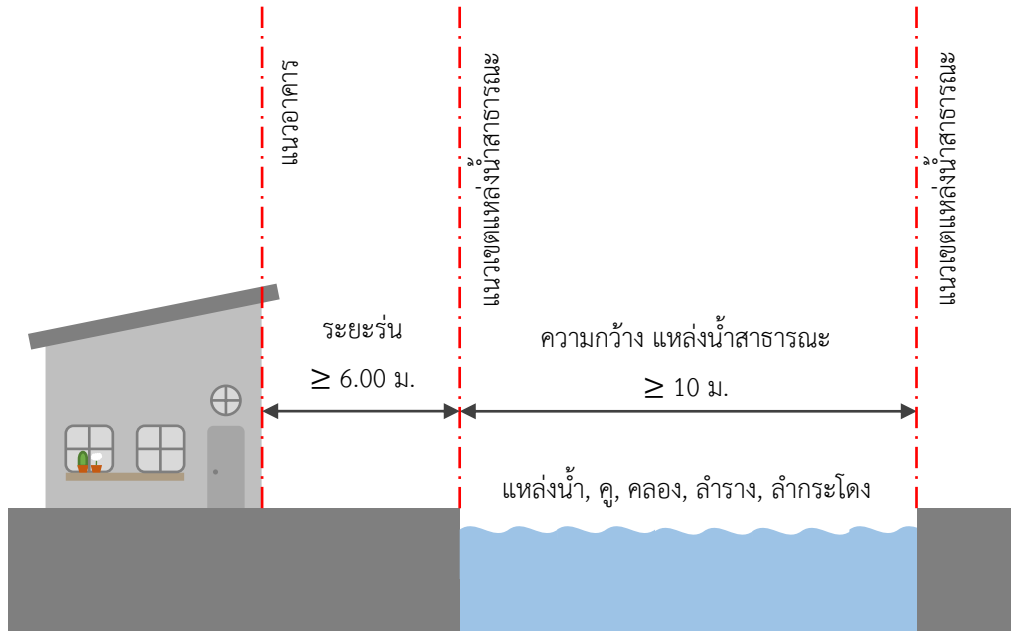 แนวอาคาร
แนวเขตแหล่งน้ำสาธารณะ
แนวเขตแหล่งน้ำสาธารณะ
ระยะร่น
≥ 6.00 ม.
ความกว้าง แหล่งน้ำสาธารณะ
≥ 10 ม.
แหล่งน้ำ, คู, คลอง, ลำราง, ลำกระโดง